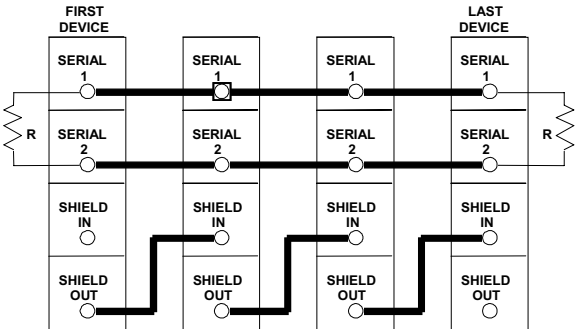 FIRST DEVICE LAST DEVICE
SERIAL 1 SERIAL 1 SERIAL 1 SERIAL 1
R R
SERIAL 2 SERIAL 2 SERIAL 2 SERIAL 2
SHIELD IN SHIELD IN SHIELD IN SHIELD IN
SHIELD OUT SHIELD OUT SHIELD OUT SHIELD OUT